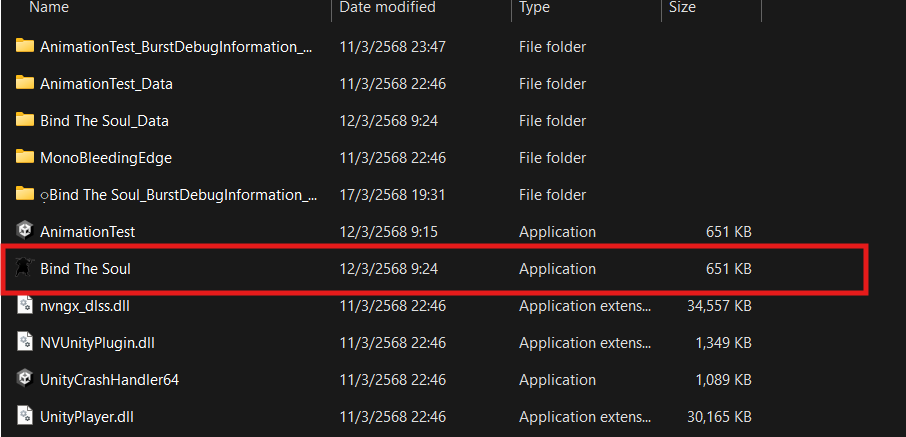 Name Date modified Type Size
AnimationTest_BurstDebugInformation_... 11/3/2568 23:47 File folder
AnimationTest_Data 11/3/2568 22:46 File folder
Bind The Soul_Data 12/3/2568 9:24 File folder
MonoBleedingEdge 11/3/2568 22:46 File folder
ฺBind The Soul_BurstDebugInformation_... 17/3/2568 19:31 File folder
AnimationTest 12/3/2568 9:15 Application 651 KB
Bind The Soul 12/3/2568 9:24 Application 651 KB
nvngx_dlss.dll 11/3/2568 22:46 Application extens... 34,557 KB
NVUnityPlugin.dll 11/3/2568 22:46 Application extens... 1,349 KB
UnityCrashHandler64 11/3/2568 22:46 Application 1,089 KB
UnityPlayer.dll 11/3/2568 22:46 Application extens... 30,165 KB